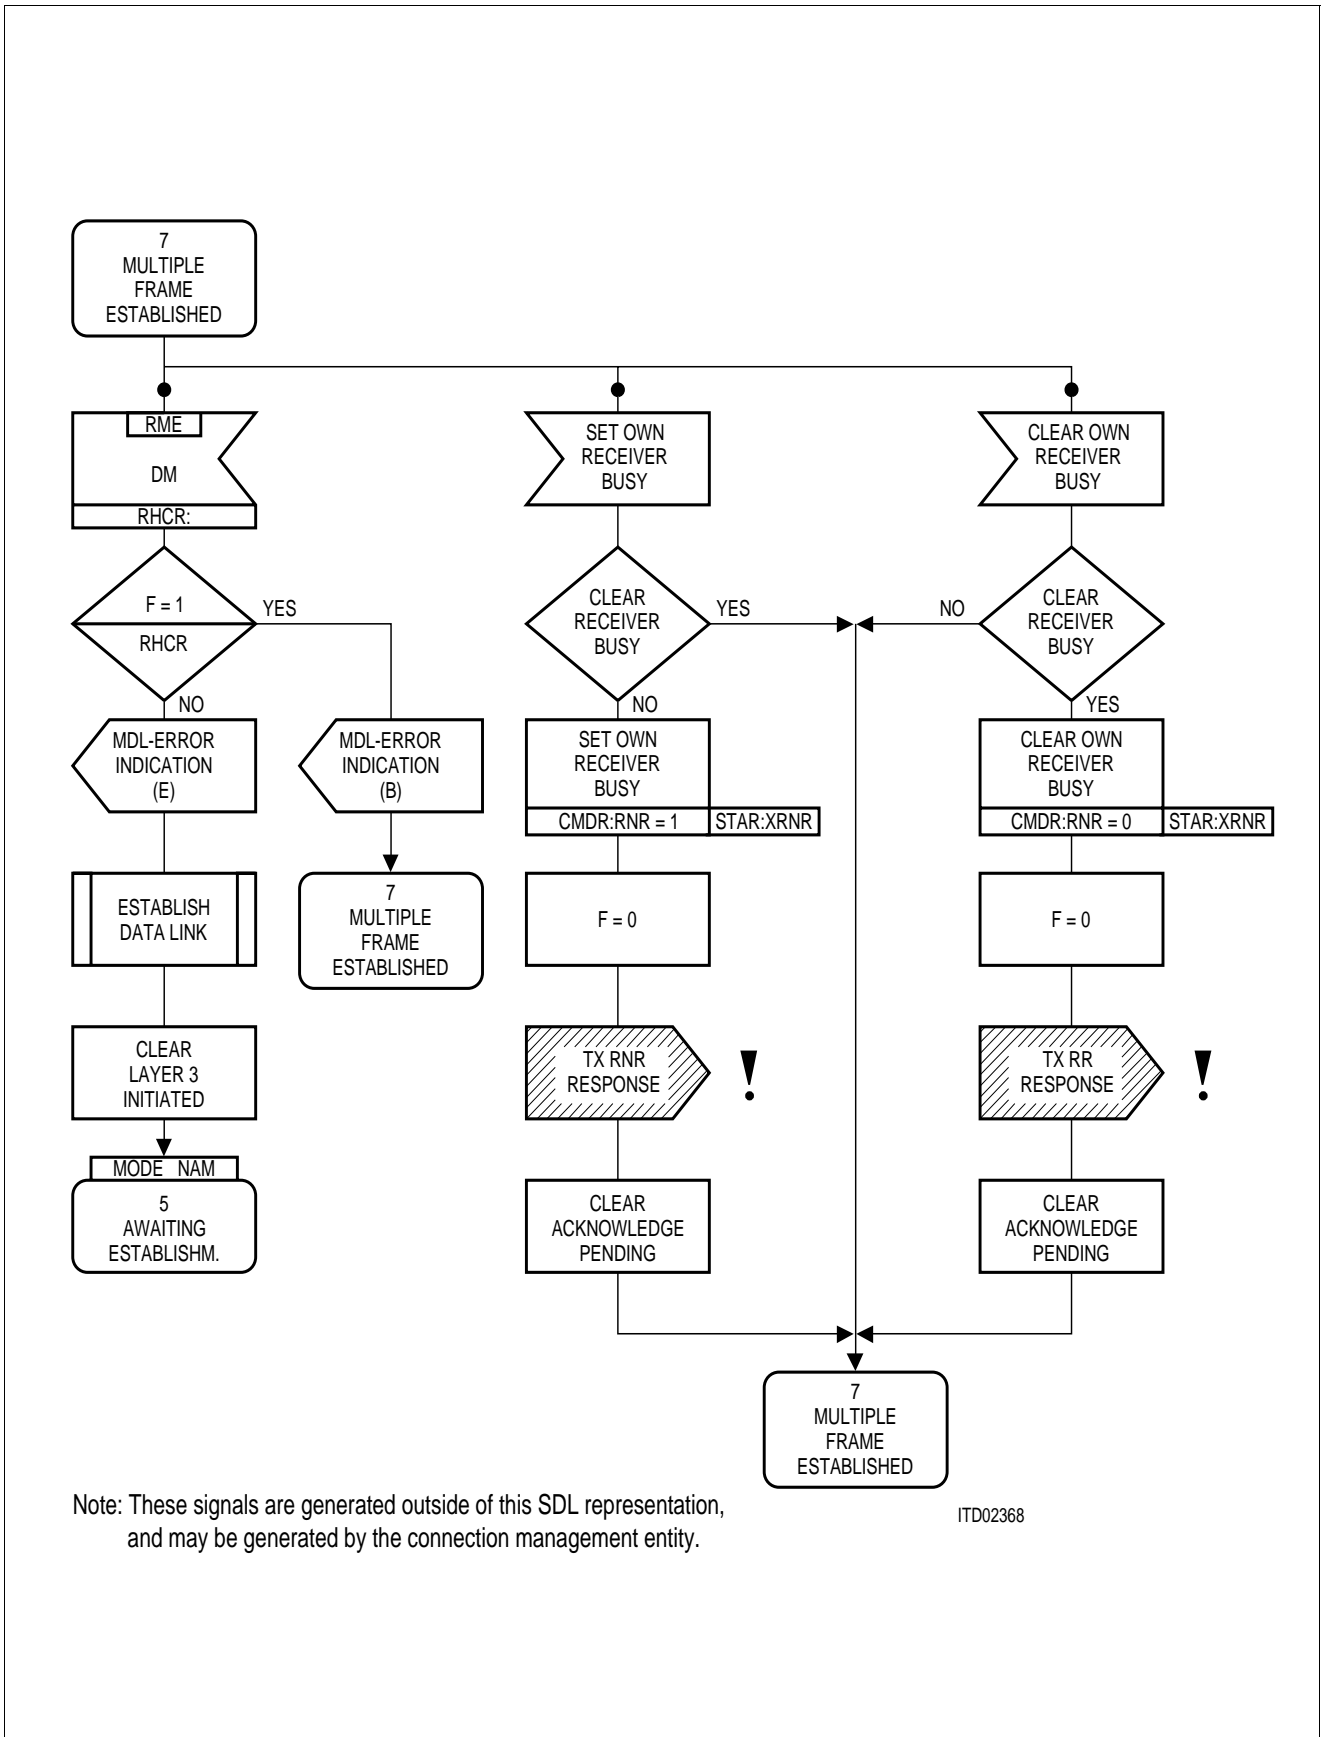 7
MULTIPLE
FRAME
ESTABLISHED
RME
DM
RHCR:
F = 1
RHCR
YES
NO
MDL-ERROR
INDICATION
(E)
ESTABLISH
DATA LINK
CLEAR
LAYER 3
INITIATED
MODE NAM
5
AWAITING
ESTABLISHM.
MDL-ERROR
INDICATION
(B)
7
MULTIPLE
FRAME
ESTABLISHED
SET OWN
RECEIVER
BUSY
CLEAR
RECEIVER
BUSY
YES
NO
SET OWN
RECEIVER
BUSY
CMDR:RNR = 1
STAR:XRNR
F = 0
TX RNR
RESPONSE
!
CLEAR
ACKNOWLEDGE
PENDING
CLEAR OWN
RECEIVER
BUSY
CLEAR
RECEIVER
BUSY
NO
YES
CLEAR OWN
RECEIVER
BUSY
CMDR:RNR = 0
STAR:XRNR
F = 0
TX RR
RESPONSE
!
CLEAR
ACKNOWLEDGE
PENDING
7
MULTIPLE
FRAME
ESTABLISHED
Note: These signals are generated outside of this SDL representation,
and may be generated by the connection management entity.
ITD02368